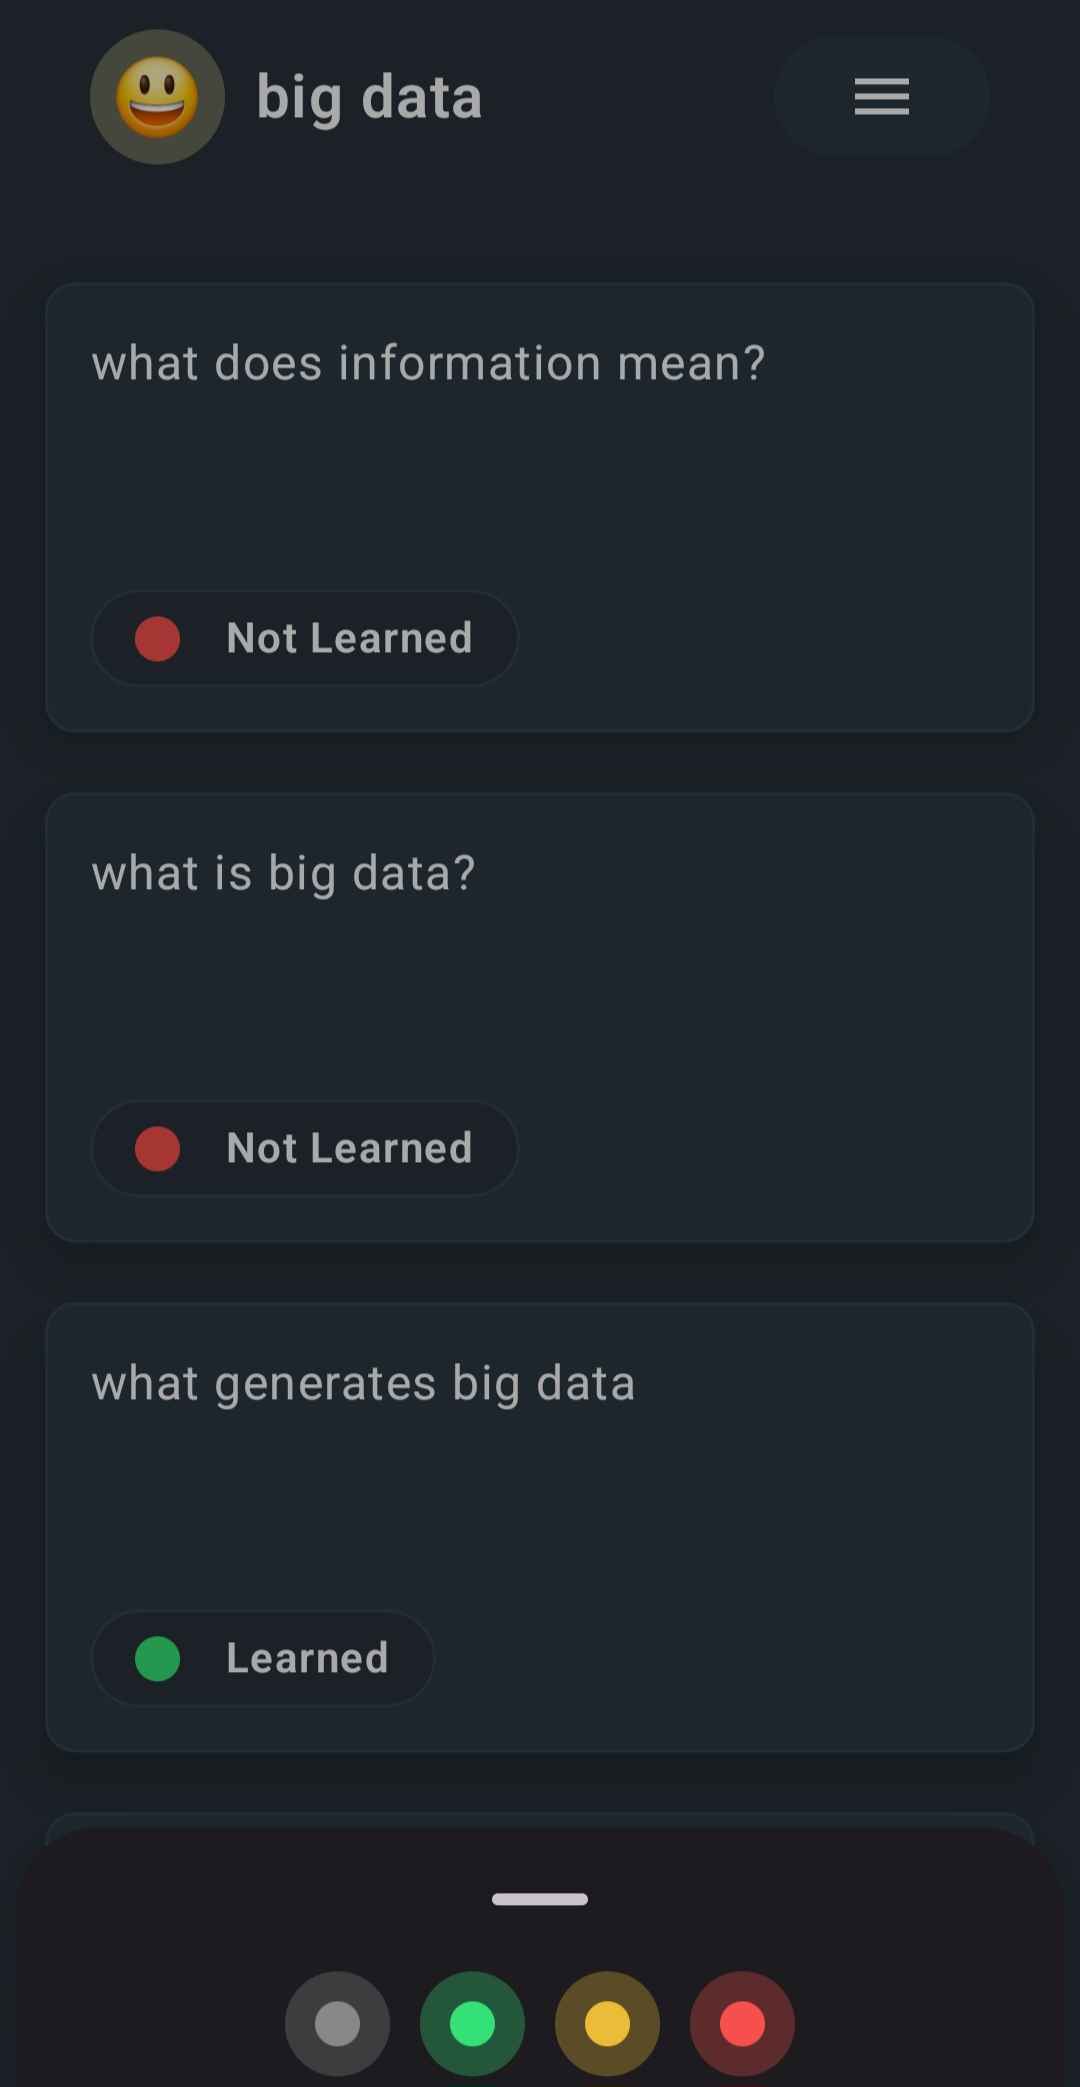 big data
what does information mean?
Not Learned
what is big data?
Not Learned
what generates big data
Learned